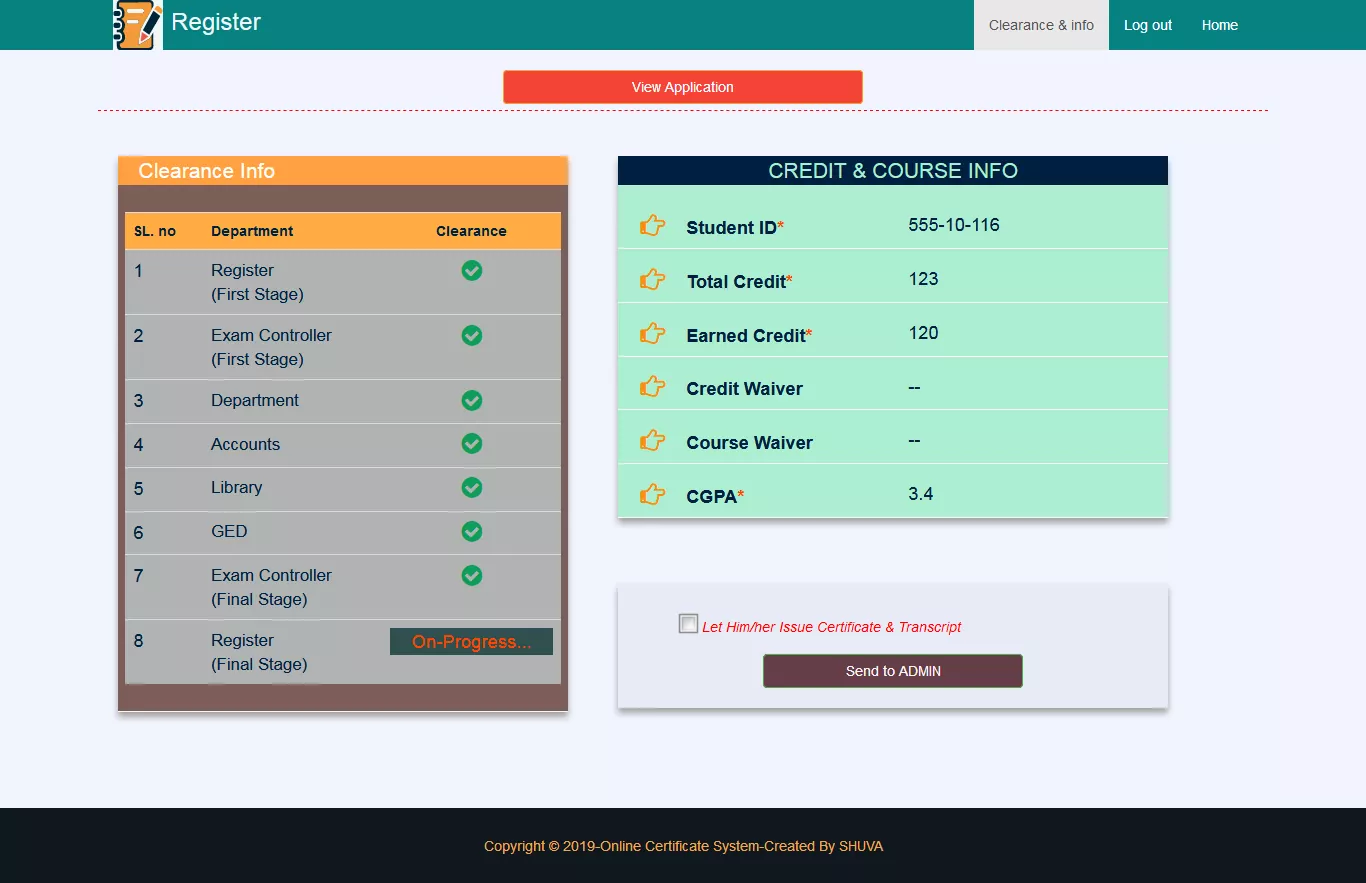 Register
Clearance & info
Log out
Home
View Application
Clearance Info
SL. no Department Clearance
1 Register
(First Stage)
2 Exam Controller
(First Stage)
3 Department
4 Accounts
5 Library
6 GED
7 Exam Controller
(Final Stage)
8 Register On-Progress...
(Final Stage)
CREDIT & COURSE INFO
Student ID* 555-10-116
Total Credit* 123
Earned Credit* 120
Credit Waiver --
Course Waiver --
CGPA* 3.4
Let Him/her Issue Certificate & Transcript
Send to ADMIN
Copyright © 2019-Online Certificate System-Created By SHUVA